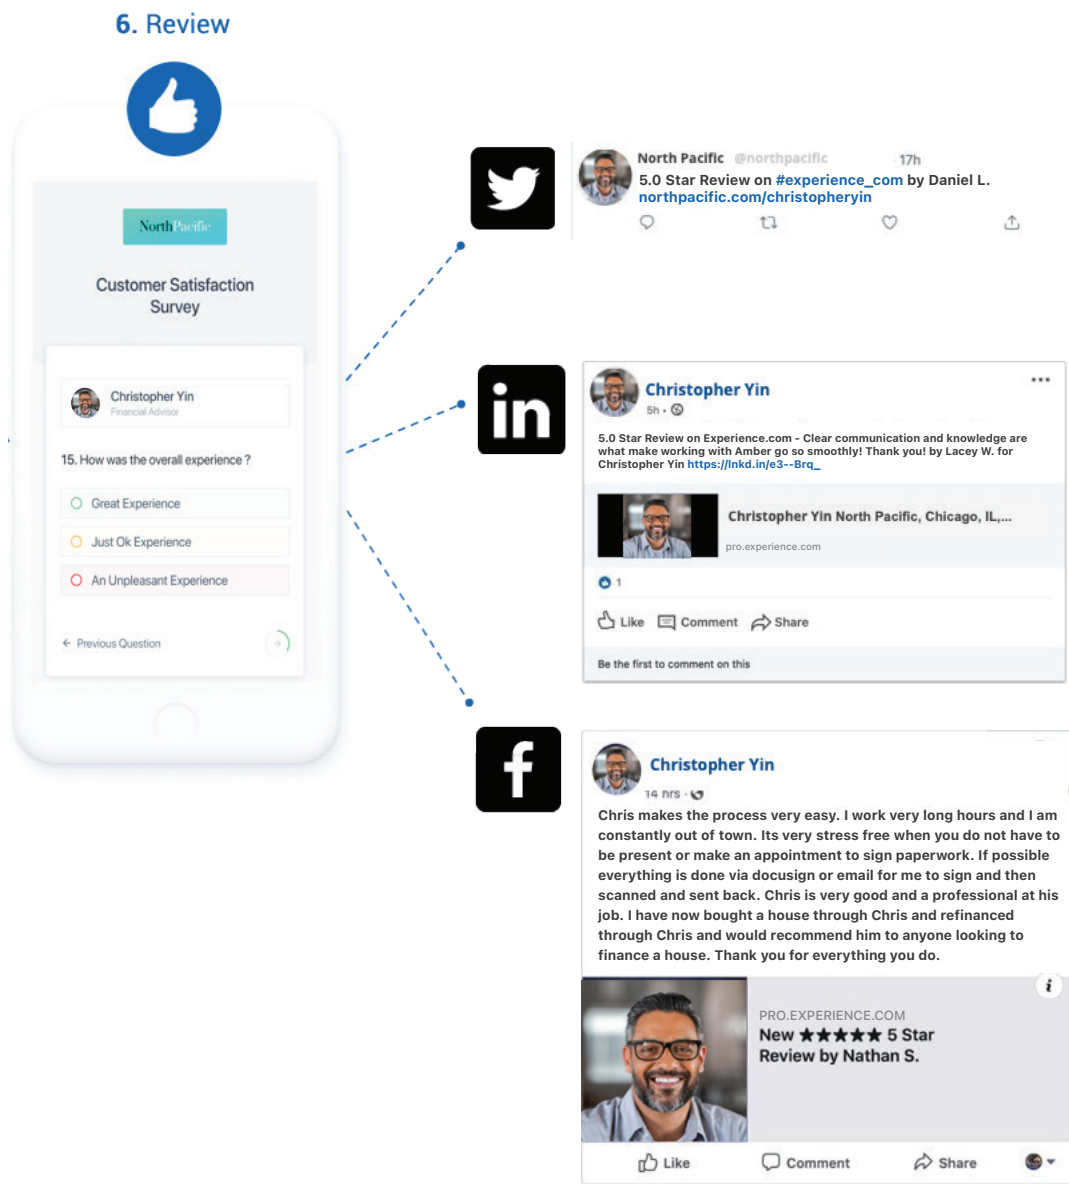 6. Review
NorthPacific
Customer Satisfaction
Survey
Christopher Yin
Financial Advisor
15. How was the overall experience ?
Great Experience
Just Ok Experience
An Unpleasant Experience
← Previous Question
North Pacific @northpacific 17h
5.0 Star Review on #experience_com by Daniel L.
northpacific.com/christopheryin
in
Christopher Yin
5h •
5.0 Star Review on Experience.com - Clear communication and knowledge are
what make working with Amber go so smoothly! Thank you! by Lacey W. for
Christopher Yin https://lnkd.in/e3--Brq_
Christopher Yin North Pacific, Chicago, IL,...
pro.experience.com
1
Like Comment Share
Be the first to comment on this
f
Christopher Yin
14 hrs ·
Chris makes the process very easy. I work very long hours and I am
constantly out of town. Its very stress free when you do not have to
be present or make an appointment to sign paperwork. If possible
everything is done via docusign or email for me to sign and then
scanned and sent back. Chris is very good and a professional at his
job. I have now bought a house through Chris and refinanced
through Chris and would recommend him to anyone looking to
finance a house. Thank you for everything you do.
i
PRO.EXPERIENCE.COM
New ★★★★★ 5 Star
Review by Nathan S.
Like Comment Share